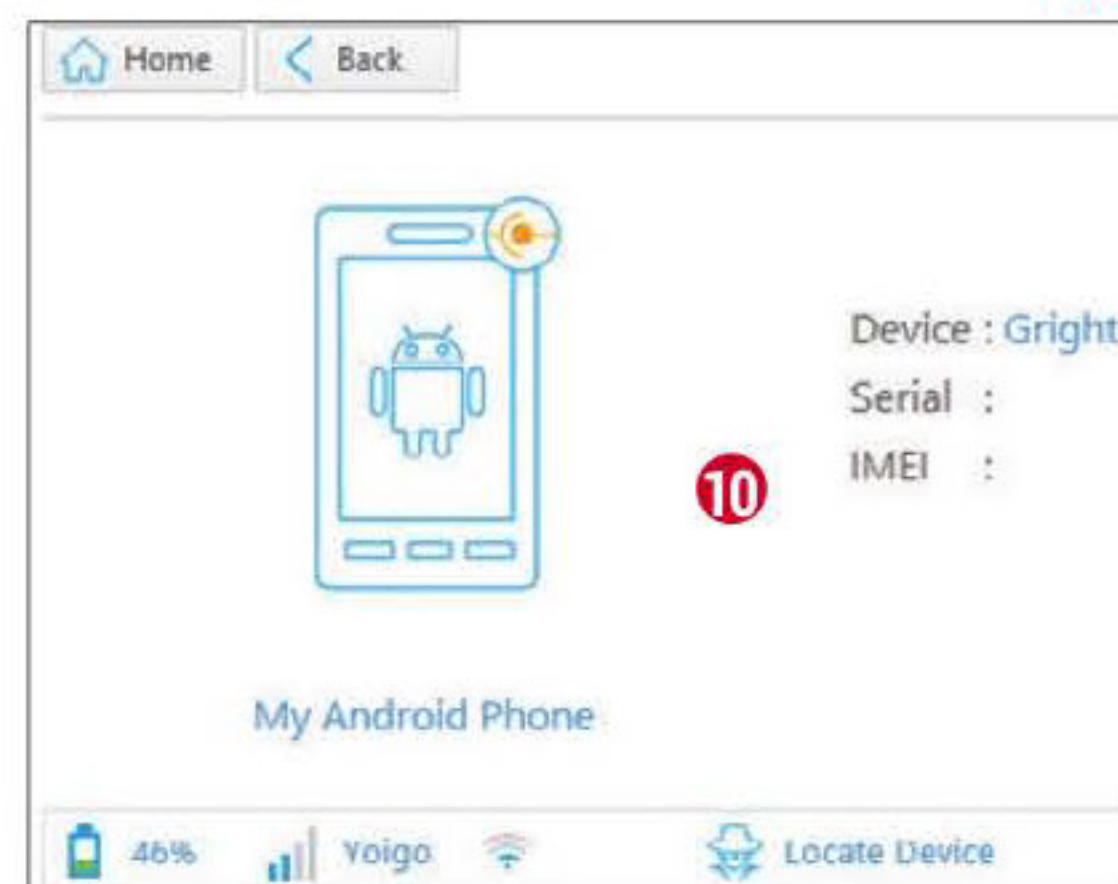 Home Back
Device : Gright
Serial :
IMEI :
10
My Android Phone
46% Yoigo Locate Device